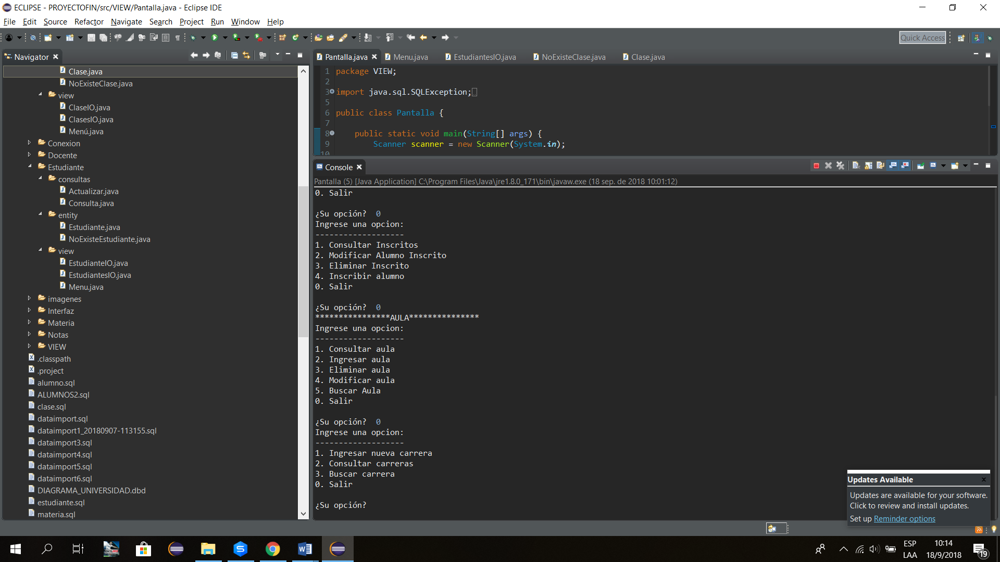 ECLIPSE - PROYECTOFIN/src/VIEW/Pantalla.java - Eclipse IDE
File Edit Source Refactor Navigate Search Project Run Window Help
Quick Access
Navigator
Clase.java
NoExisteClase.java
view
ClaseIO.java
ClasesIO.java
Menú.java
Conexion
Docente
Estudiante
consultas
Actualizar.java
Consulta.java
entity
Estudiante.java
NoExisteEstudiante.java
view
EstudianteIO.java
EstudiantesIO.java
Menu.java
imagenes
Interfaz
Materia
Notas
VIEW
.classpath
.project
alumno.sql
ALUMNOS2.sql
clase.sql
dataimport.sql
dataimport1_20180907-113155.sql
dataimport3.sql
dataimport4.sql
dataimport5.sql
dataimport6.sql
DIAGRAMA_UNIVERSIDAD.dbd
estudiante.sql
materia.sql
Pantalla.java Menu.java EstudiantesIO.java NoExisteClase.java Clase.java
1 package VIEW;
2
3 import java.sql.SQLException;
5
6 public class Pantalla {
7
8 public static void main(String[] args) {
9 Scanner scanner = new Scanner(System.in);
10
Console
Pantalla (5) [Java Application] C:\Program Files\Java\jre1.8.0_171\bin\javaw.exe (18 sep. de 2018 10:01:12)
0. Salir
¿Su opción?  0
Ingrese una opcion:
-------------------
1. Consultar Inscritos
2. Modificar Alumno Inscrito
3. Eliminar Inscrito
4. Inscribir alumno
0. Salir
¿Su opción?  0
****************AULA***************
Ingrese una opcion:
-------------------
1. Consultar aula
2. Ingresar aula
3. Eliminar aula
4. Modificar aula
5. Buscar Aula
0. Salir
¿Su opción?  0
Ingrese una opcion:
-------------------
1. Ingresar nueva carrera
2. Consultar carreras
3. Buscar carrera
0. Salir
¿Su opción?
Updates Available
Updates are available for your software.
Click to review and install updates.
Set up Reminder options
ESP
LAA
10:14
18/9/2018
19